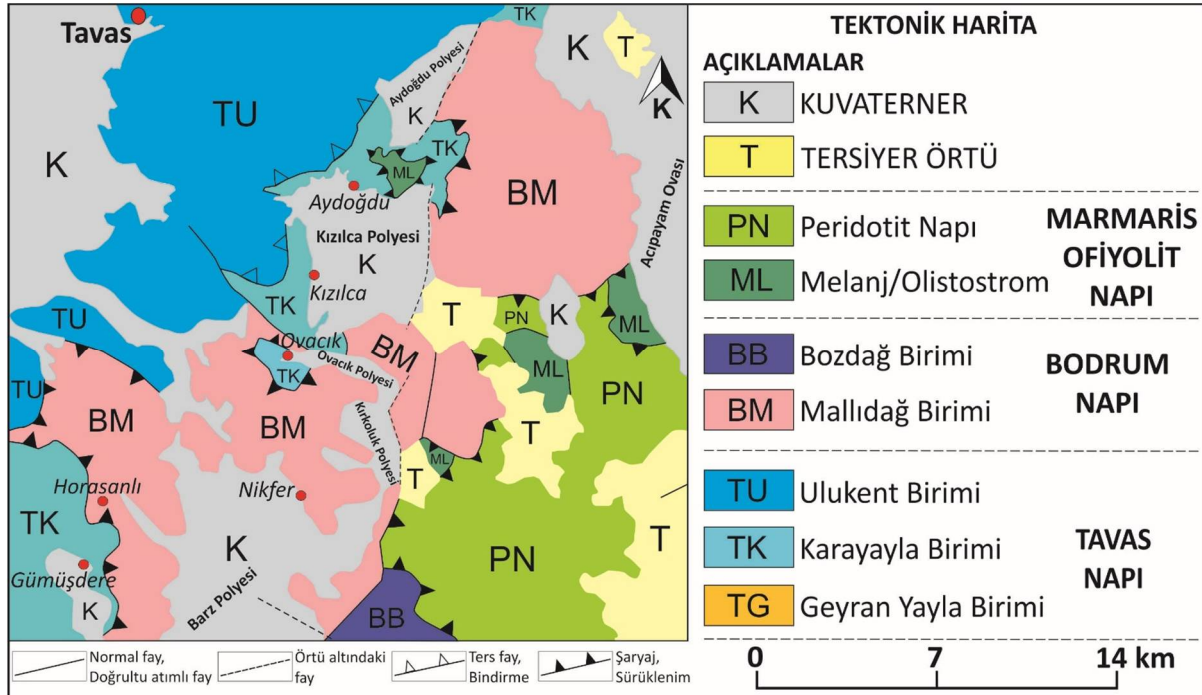 Tavas
TK
K
T
K
Aydoğdu Polyesi
K
TU
K
TK
ML
BM
Aydoğdu
Kızılca Polyesi
K
Acıpayam Ovası
Kızılca
TK
TU
T
PN
K
ML
Ovacık
BM
Ovacık Polyesi
TK
ML
TU
PN
BM
BM
Kırkoluk Polyesi
T
ML
T
Horasanlı
Nikfer
TK
K
PN
T
Gümüşdere
K
Barz Polyesi
BB
Normal fay,
Doğrultu atımlı fay
Örtü altındaki
fay
Ters fay,
Bindirme
Şaryaj,
Sürüklenim
TEKTONİK HARİTA
AÇIKLAMALAR
K KUVATERNER
T TERSİYER ÖRTÜ
PN Peridotit Napı
ML Melanj/Olistostrom
MARMARİS
OFİYOLİT
NAPI
BB Bozdağ Birimi
BM Mallıdağ Birimi
BODRUM
NAPI
TU Ulukent Birimi
TK Karayayla Birimi
TG Geyran Yayla Birimi
TAVAS
NAPI
0 7 14 km